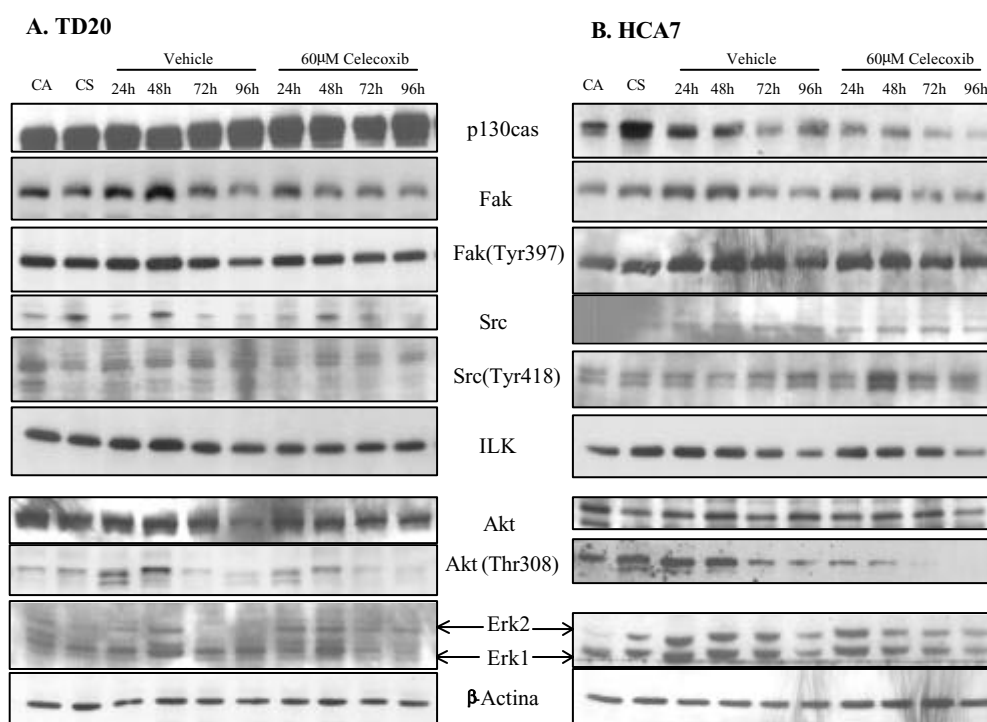 A. TD20
B. HCA7
Vehicle
60µM Celecoxib
CA CS 24h 48h 72h 96h 24h 48h 72h 96h
Vehicle
60µM Celecoxib
CA CS 24h 48h 72h 96h 24h 48h 72h 96h
p130cas
Fak
Fak(Tyr397)
Src
Src(Tyr418)
ILK
Akt
Akt (Thr308)
Erk2
Erk1
β-Actina